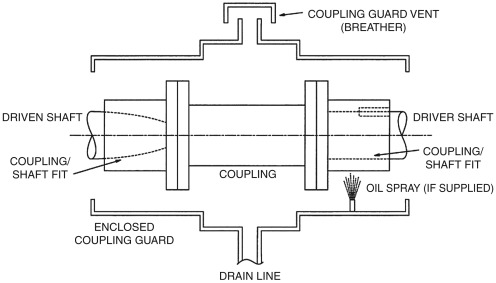 COUPLING GUARD VENT
(BREATHER)
DRIVEN SHAFT
DRIVER SHAFT
COUPLING/
SHAFT FIT
COUPLING/
SHAFT FIT
COUPLING
OIL SPRAY (IF SUPPLIED)
ENCLOSED
COUPLING GUARD
DRAIN LINE